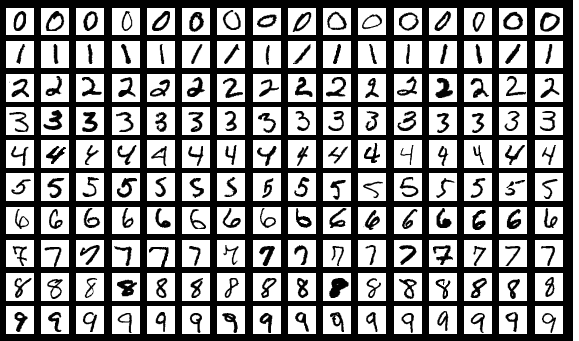 0 0 0 0 0 0 0 0 0 0 0 0 0 0 0 0
1 1 1 1 1 1 1 1 1 1 1 1 1 1 1 1
2 2 2 2 2 2 2 2 2 2 2 2 2 2 2 2
3 3 3 3 3 3 3 3 3 3 3 3 3 3 3 3
4 4 4 4 4 4 4 4 4 4 4 4 4 4 4 4
5 5 5 5 5 5 5 5 5 5 5 5 5 5 5 5
6 6 6 6 6 6 6 6 6 6 6 6 6 6 6 6
7 7 7 7 7 7 7 7 7 7 7 7 7 7 7 7
8 8 8 8 8 8 8 8 8 8 8 8 8 8 8 8
9 9 9 9 9 9 9 9 9 9 9 9 9 9 9 9